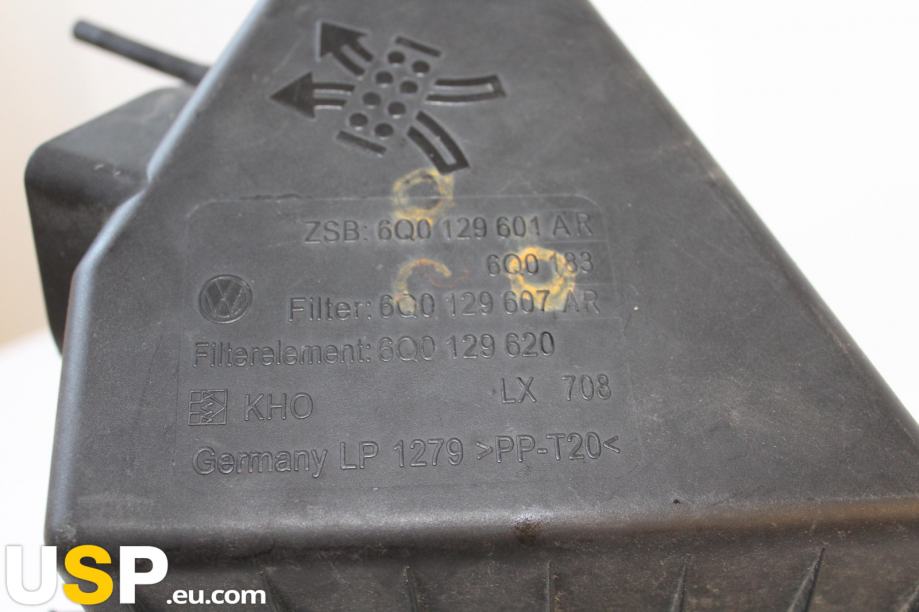 ZSB: 6Q0 129 601 AR
6Q0 183
Filter: 6Q0 129 607 AR
Filterelement: 6Q0 129 620
KHO LX 708
Germany LP 1279 >PP-T20<
USP.eu.com